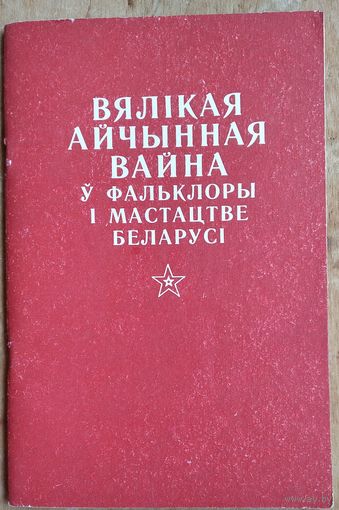 ВЯЛІКАЯ
АЙЧЫННАЯ
ВАЙНА
Ў ФАЛЬКЛОРЫ
І МАСТАЦТВЕ
БЕЛАРУСІ